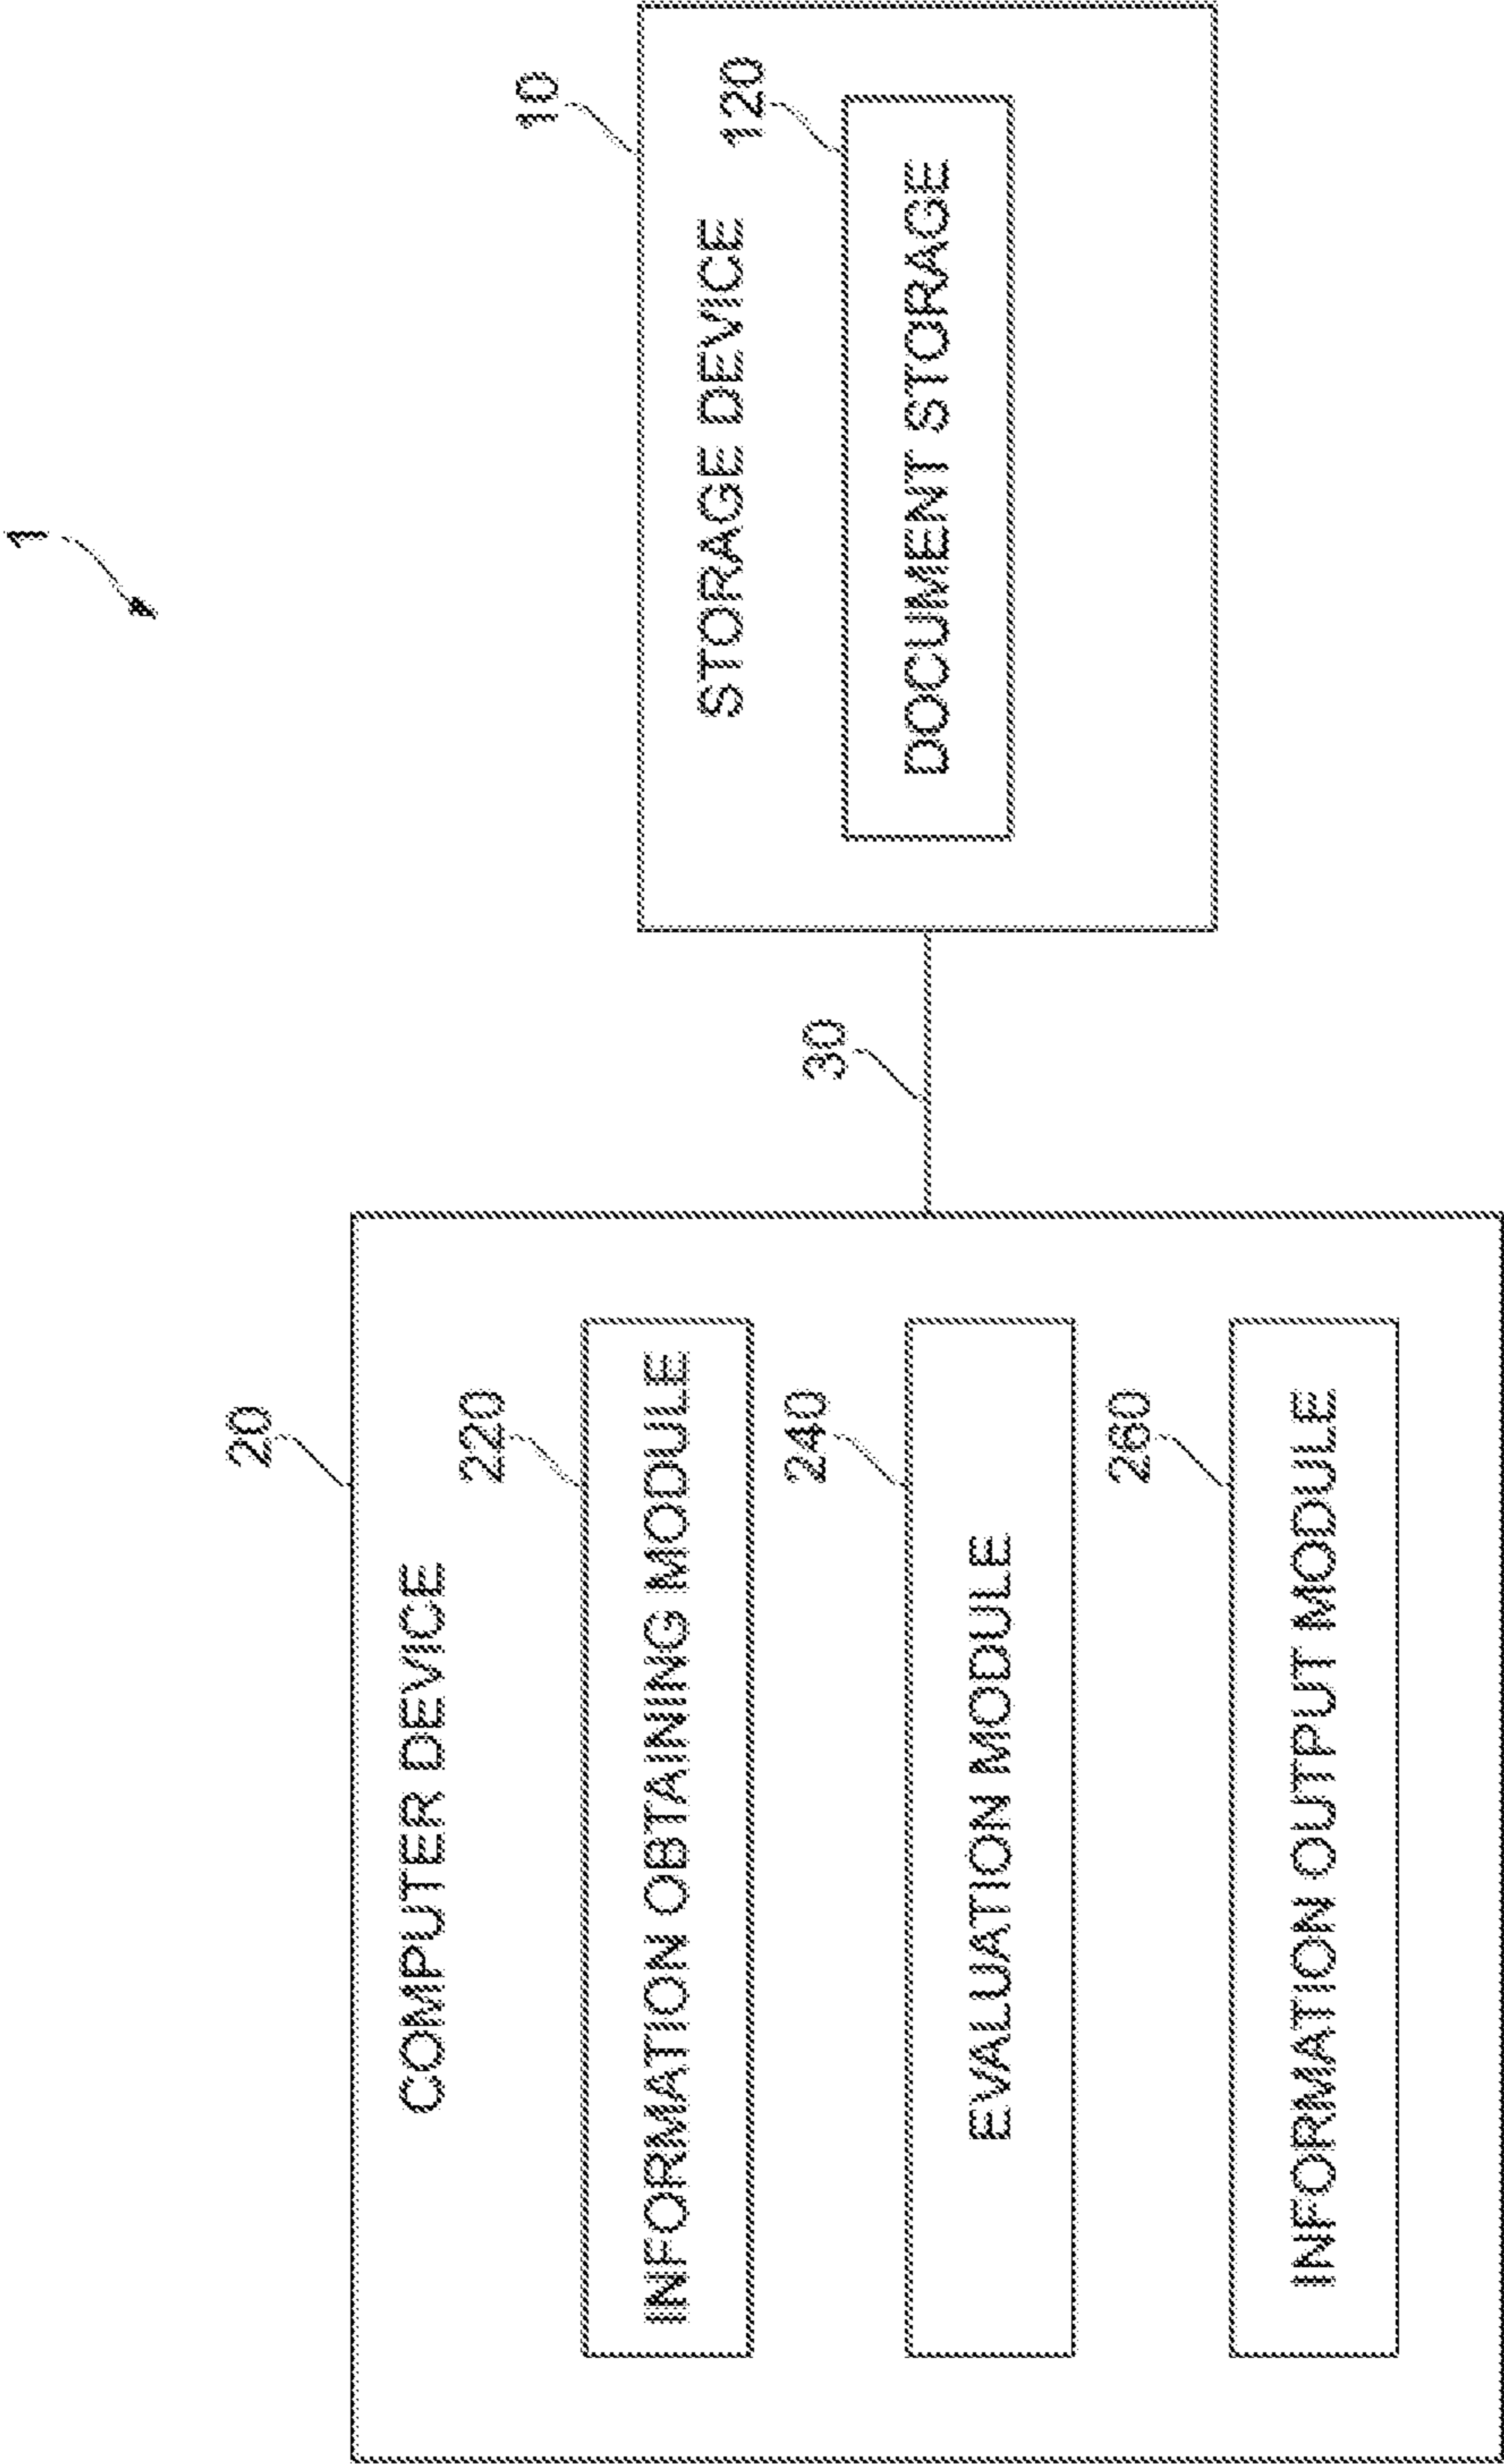 1
20
COMPUTER DEVICE
220
INFORMATION OBTAINING MODULE
240
EVALUATION MODULE
260
INFORMATION OUTPUT MODULE
30
10
STORAGE DEVICE
120
DOCUMENT STORAGE